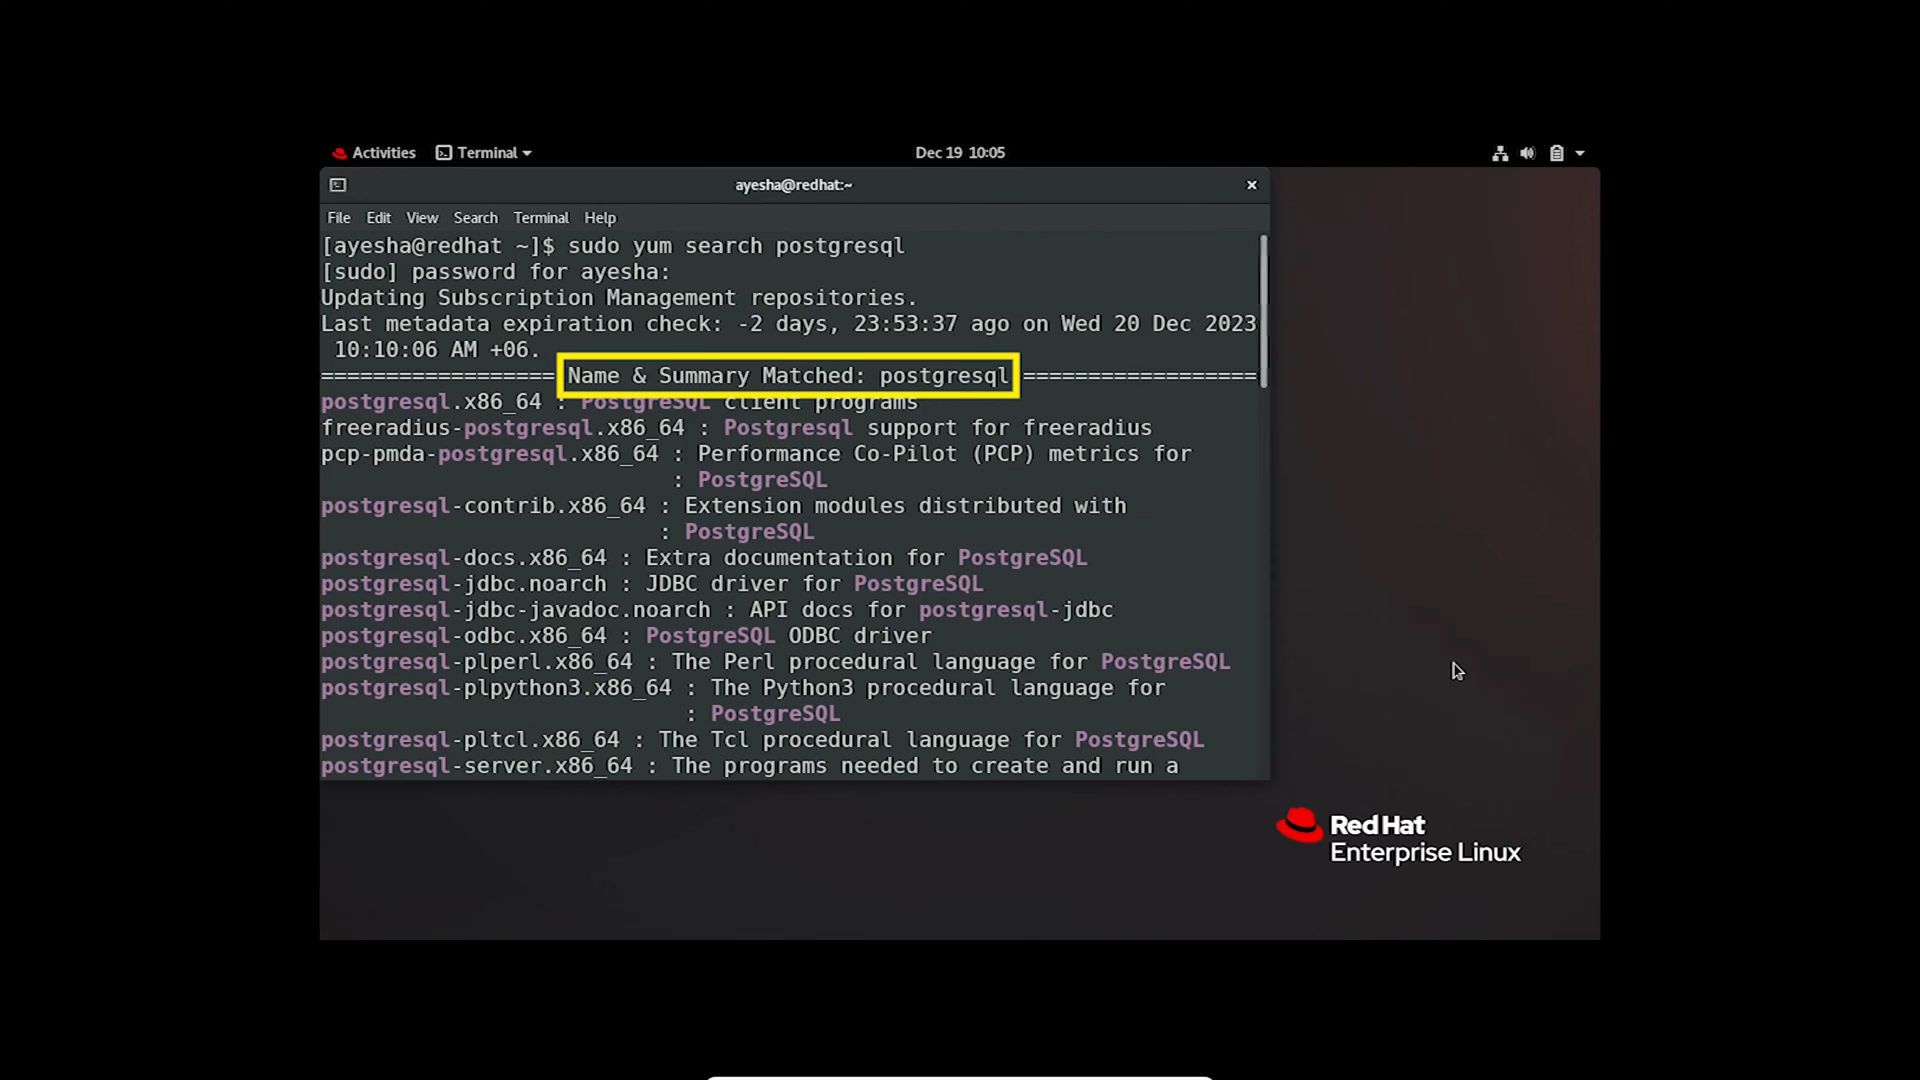 Activities Terminal Dec 19 10:05
ayesha@redhat:~
File Edit View Search Terminal Help
[ayesha@redhat ~]$ sudo yum search postgresql
[sudo] password for ayesha:
Updating Subscription Management repositories.
Last metadata expiration check: -2 days, 23:53:37 ago on Wed 20 Dec 2023
10:10:06 AM +06.
================== Name & Summary Matched: postgresql ==================
postgresql.x86_64 : PostgreSQL client programs
freeradius-postgresql.x86_64 : Postgresql support for freeradius
pcp-pmda-postgresql.x86_64 : Performance Co-Pilot (PCP) metrics for
: PostgreSQL
postgresql-contrib.x86_64 : Extension modules distributed with
: PostgreSQL
postgresql-docs.x86_64 : Extra documentation for PostgreSQL
postgresql-jdbc.noarch : JDBC driver for PostgreSQL
postgresql-jdbc-javadoc.noarch : API docs for postgresql-jdbc
postgresql-odbc.x86_64 : PostgreSQL ODBC driver
postgresql-plperl.x86_64 : The Perl procedural language for PostgreSQL
postgresql-plpython3.x86_64 : The Python3 procedural language for
: PostgreSQL
postgresql-pltcl.x86_64 : The Tcl procedural language for PostgreSQL
postgresql-server.x86_64 : The programs needed to create and run a
Red Hat
Enterprise Linux